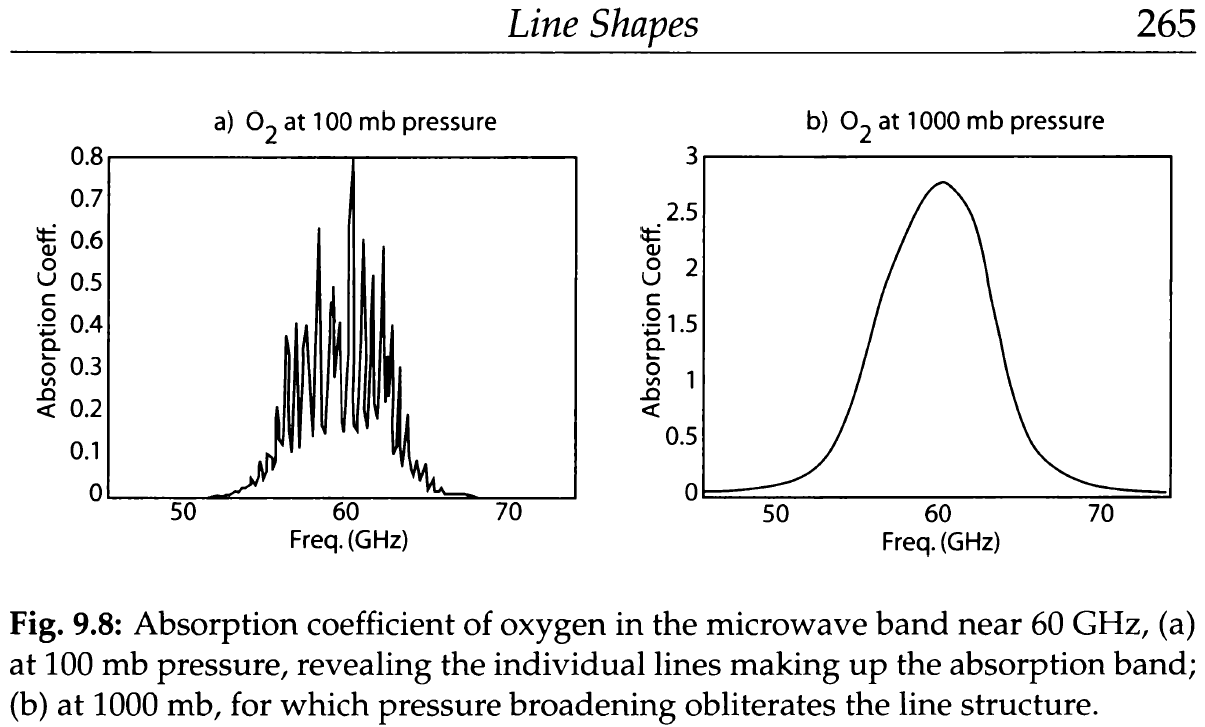 Line Shapes 265
a) O2 at 100 mb pressure
0.8
0.7
0.6
0.5
0.4
0.3
0.2
0.1
0
Absorption Coeff.
50 60 70
Freq. (GHz)
b) O2 at 1000 mb pressure
3
2.5
2
1.5
1
0.5
0
Absorption Coeff.
50 60 70
Freq. (GHz)
Fig. 9.8: Absorption coefficient of oxygen in the microwave band near 60 GHz, (a)
at 100 mb pressure, revealing the individual lines making up the absorption band;
(b) at 1000 mb, for which pressure broadening obliterates the line structure.